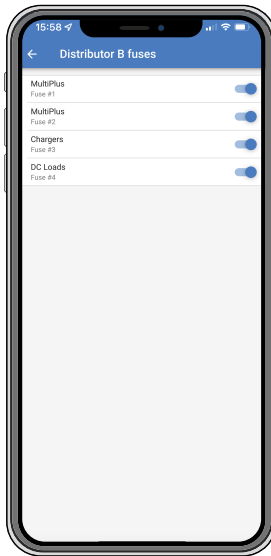 15:58
Distributor B fuses
MultiPlus
Fuse #1
MultiPlus
Fuse #2
Chargers
Fuse #3
DC Loads
Fuse #4